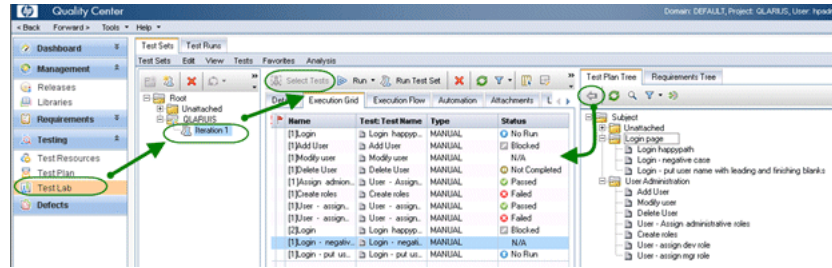 Quality Center
Domain: DEFAULT, Project: QLARIUS, User: hpadm
<Back Forward> Tools Help
Dashboard
Management
Releases
Libraries
Requirements
Testing
Test Resources
Test Plan
Test Lab
Defects
Test Sets Test Runs
Test Sets Edit View Tests Favorites Analysis
Root
Unattached
QLARIUS
Iteration 1
Select Tests Run Run Test Set
Execution Grid Execution Flow Automation Attachments
Name Test: Test Name Type Status
[1]Login Login happyp.. MANUAL No Run
[1]Add User Add User MANUAL Blocked
[1]Modify user Modify user MANUAL N/A
[1]Delete User Delete User MANUAL Not Completed
[1]Assign admion.. User - Assign.. MANUAL Passed
[1]Create roles Create roles MANUAL Failed
[1]User - assign.. User - assign.. MANUAL Passed
[1]User - assign.. User - assign.. MANUAL Failed
[2]Login Login happyp.. MANUAL Blocked
[1]Login - negativ.. Login - negati.. MANUAL N/A
[1]Login - put us.. Login - put us.. MANUAL No Run
Test Plan Tree Requirements Tree
Subject
Unattached
Login page
Login happypath
Login - negative case
Login - put user name with leading and finishing blanks
User Administration
Add User
Modify user
Delete User
User - Assign administrative roles
Create roles
User - assign dev role
User - assign mgr role